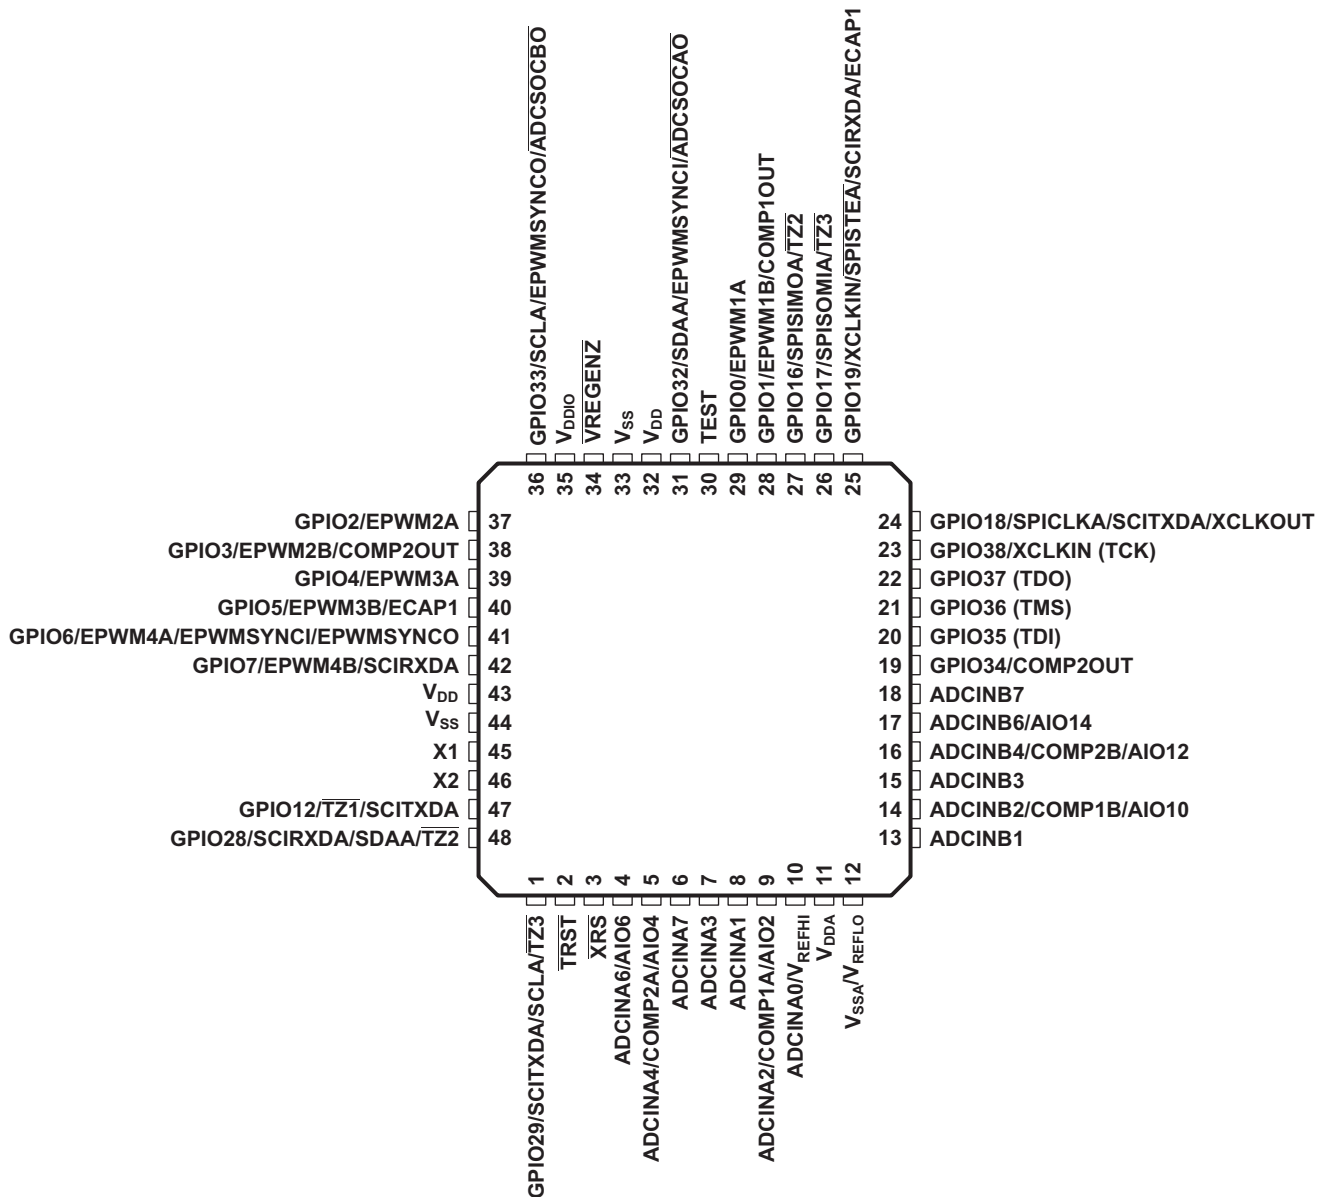 GPIO33/SCLA/EPWMSYNCO/ADCSOCBO
VDDIO
VREGENZ
VSS
VDD
GPIO32/SDAA/EPWMSYNCI/ADCSOCAO
TEST
GPIO0/EPWM1A
GPIO1/EPWM1B/COMP1OUT
GPIO16/SPISIMOA/TZ2
GPIO17/SPISOMIA/TZ3
GPIO19/XCLKIN/SPISTEA/SCIRXDA/ECAP1
36 35 34 33 32 31 30 29 28 27 26 25
GPIO2/EPWM2A 37
GPIO3/EPWM2B/COMP2OUT 38
GPIO4/EPWM3A 39
GPIO5/EPWM3B/ECAP1 40
GPIO6/EPWM4A/EPWMSYNCI/EPWMSYNCO 41
GPIO7/EPWM4B/SCIRXDA 42
VDD 43
VSS 44
X1 45
X2 46
GPIO12/TZ1/SCITXDA 47
GPIO28/SCIRXDA/SDAA/TZ2 48
24 GPIO18/SPICLKA/SCITXDA/XCLKOUT
23 GPIO38/XCLKIN (TCK)
22 GPIO37 (TDO)
21 GPIO36 (TMS)
20 GPIO35 (TDI)
19 GPIO34/COMP2OUT
18 ADCINB7
17 ADCINB6/AIO14
16 ADCINB4/COMP2B/AIO12
15 ADCINB3
14 ADCINB2/COMP1B/AIO10
13 ADCINB1
1 2 3 4 5 6 7 8 9 10 11 12
GPIO29/SCITXDA/SCLA/TZ3
TRST
XRS
ADCINA6/AIO6
ADCINA4/COMP2A/AIO4
ADCINA7
ADCINA3
ADCINA1
ADCINA2/COMP1A/AIO2
ADCINA0/VREFHI
VDDA
VSSA/VREFLO